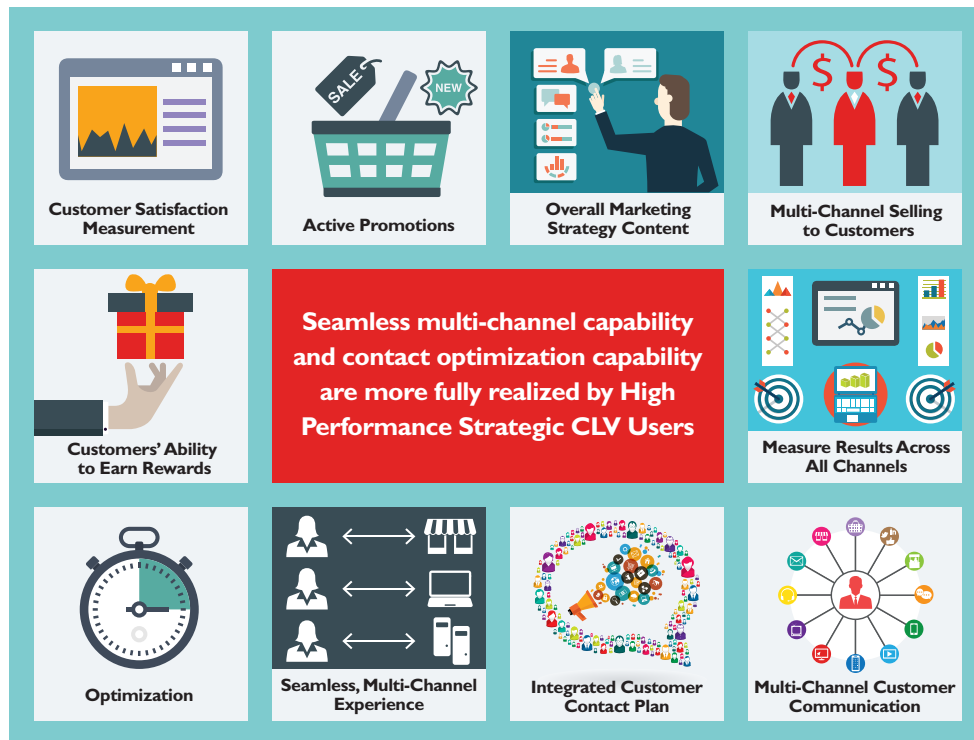 SALE
NEW
$
$
Customer Satisfaction
Measurement
Active Promotions
Overall Marketing
Strategy Content
Multi-Channel Selling
to Customers
Customers' Ability
to Earn Rewards
Seamless multi-channel capability
and contact optimization capability
are more fully realized by High
Performance Strategic CLV Users
Measure Results Across
All Channels
Optimization
Seamless, Multi-Channel
Experience
Integrated Customer
Contact Plan
Multi-Channel Customer
Communication